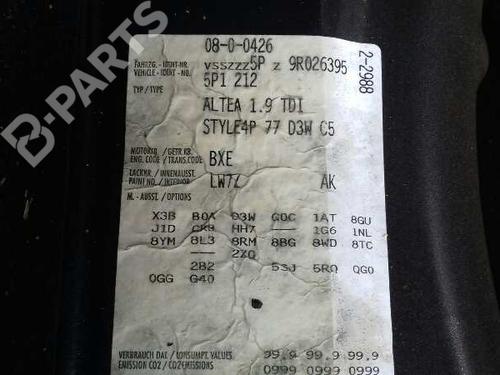 B-PARTS
08-0-0426
2-2988
FAHRZG.-IDENT-NR. VSSZZZ5P Z 9R026395
VEHICLE-IDENT-NO. 5P1 212
TYP / TYPE
ALTEA 1.9 TDI
STYLE4P 77 D3W C5
MOTORKB. / GETR.KB.
ENG.CODE / TRANS.CODE BXE
LACKNR. / INNENAUSST. LW7Z AK
PAINT NO. / INTERIOR
M.-AUSST. / OPTIONS
X3B B0A 03W G0C 1AT 8GU
J1D HH7 --- 1G6 1NL
8YM 8L3 8RM 8BG 8WD 8TC
--- 2ZQ
2B2 5SJ 5RQ QG0
0GG G40
VERBRAUCH DAL / CONSUMPT. VALUES 99.9 99.9 99.9
EMISSION CO2 / CO2EMISSIONS 0999 0999 0999